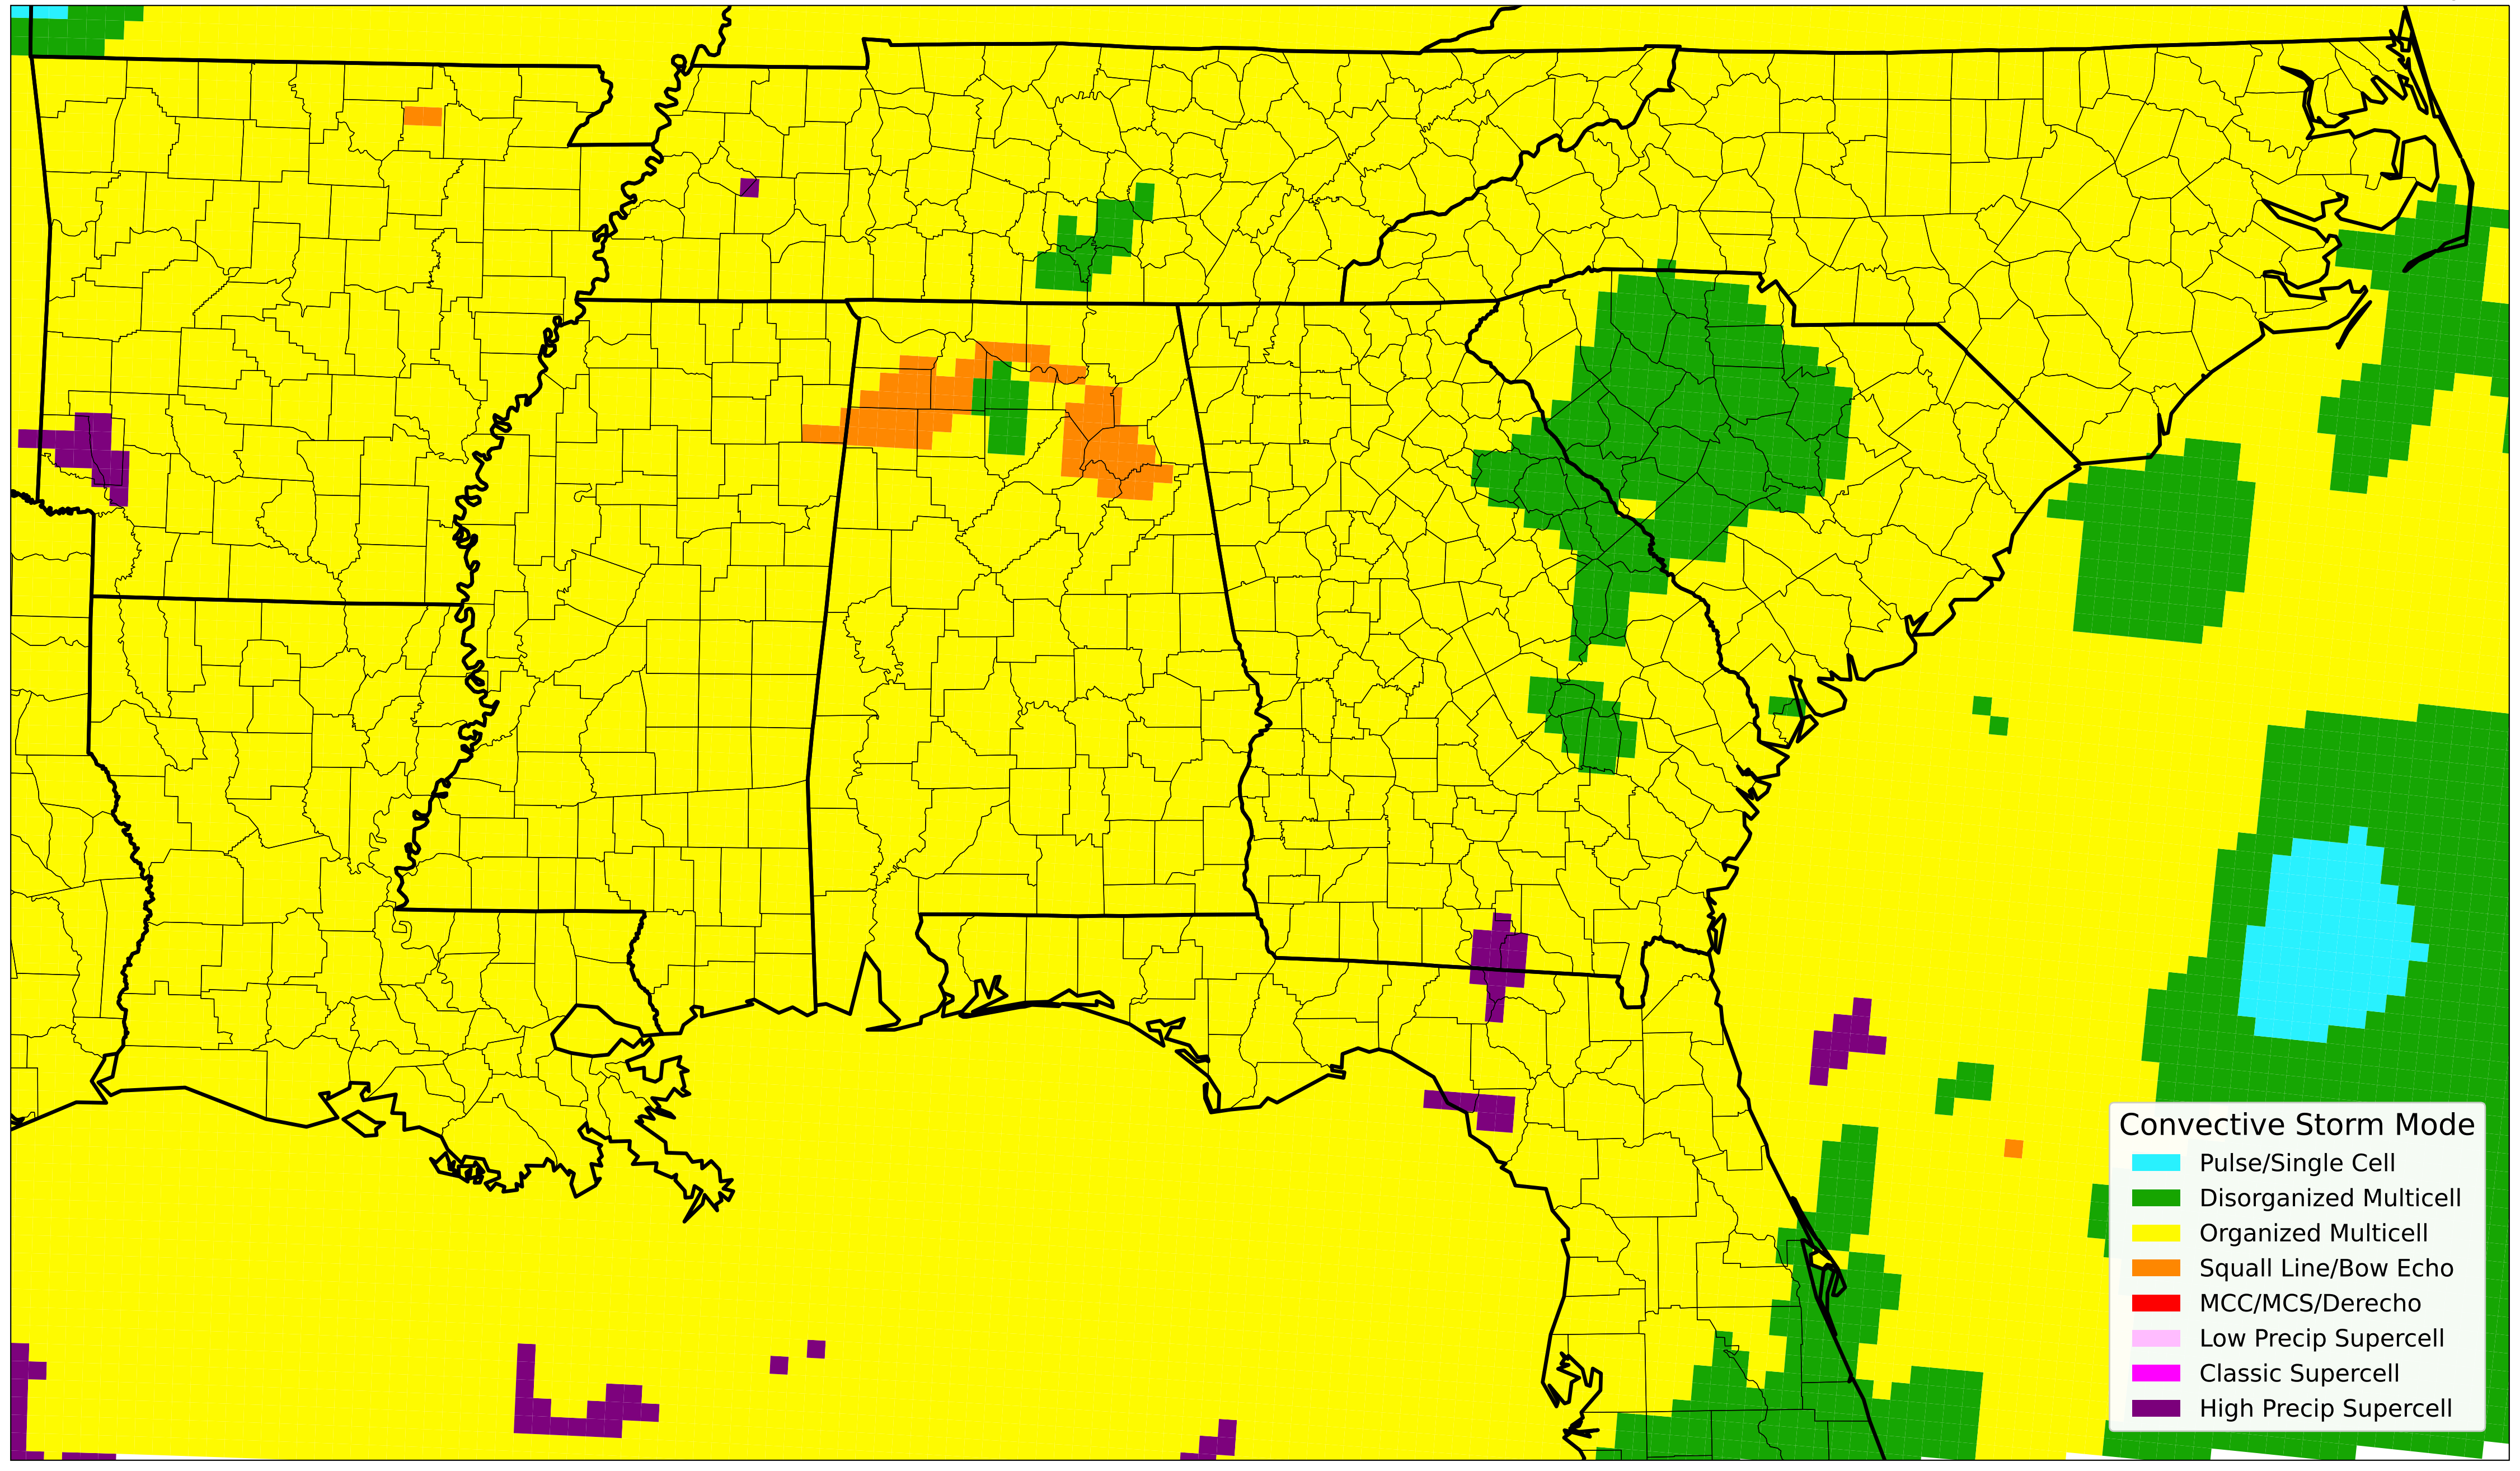 Convective Storm Mode
Pulse/Single Cell
Disorganized Multicell
Organized Multicell
Squall Line/Bow Echo
MCC/MCS/Derecho
Low Precip Supercell
Classic Supercell
High Precip Supercell